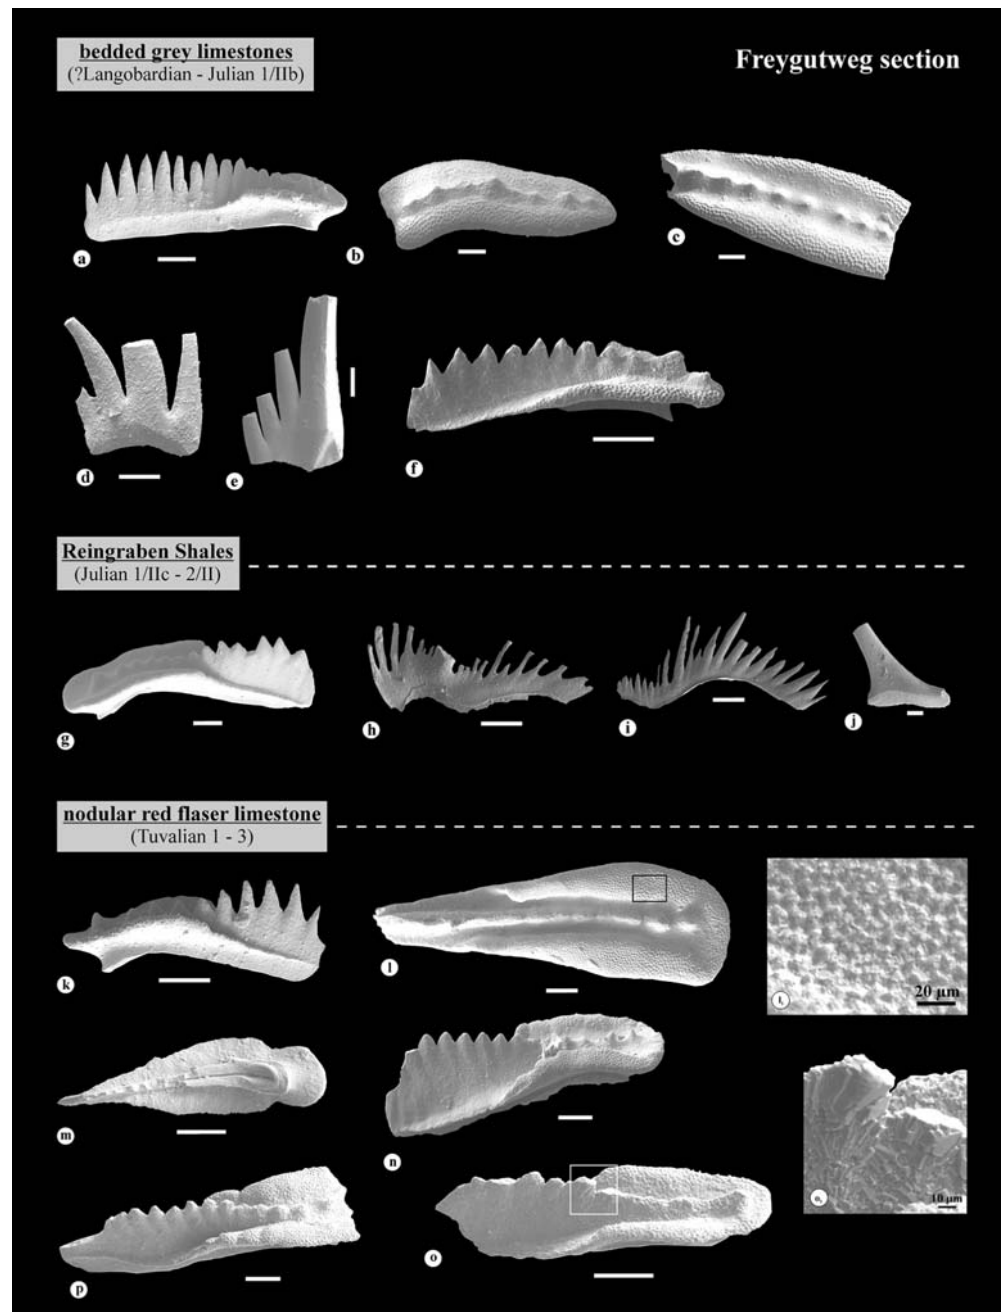 bedded grey limestones
(?Langobardian - Julian 1/IIb)
Freygutweg section
a
b
c
d
e
f
Reingraben Shales
(Julian 1/IIc - 2/II)
g
h
i
j
nodular red flaser limestone
(Tuvalian 1 - 3)
k
l
20 µm
m
n
10 µm
o
p